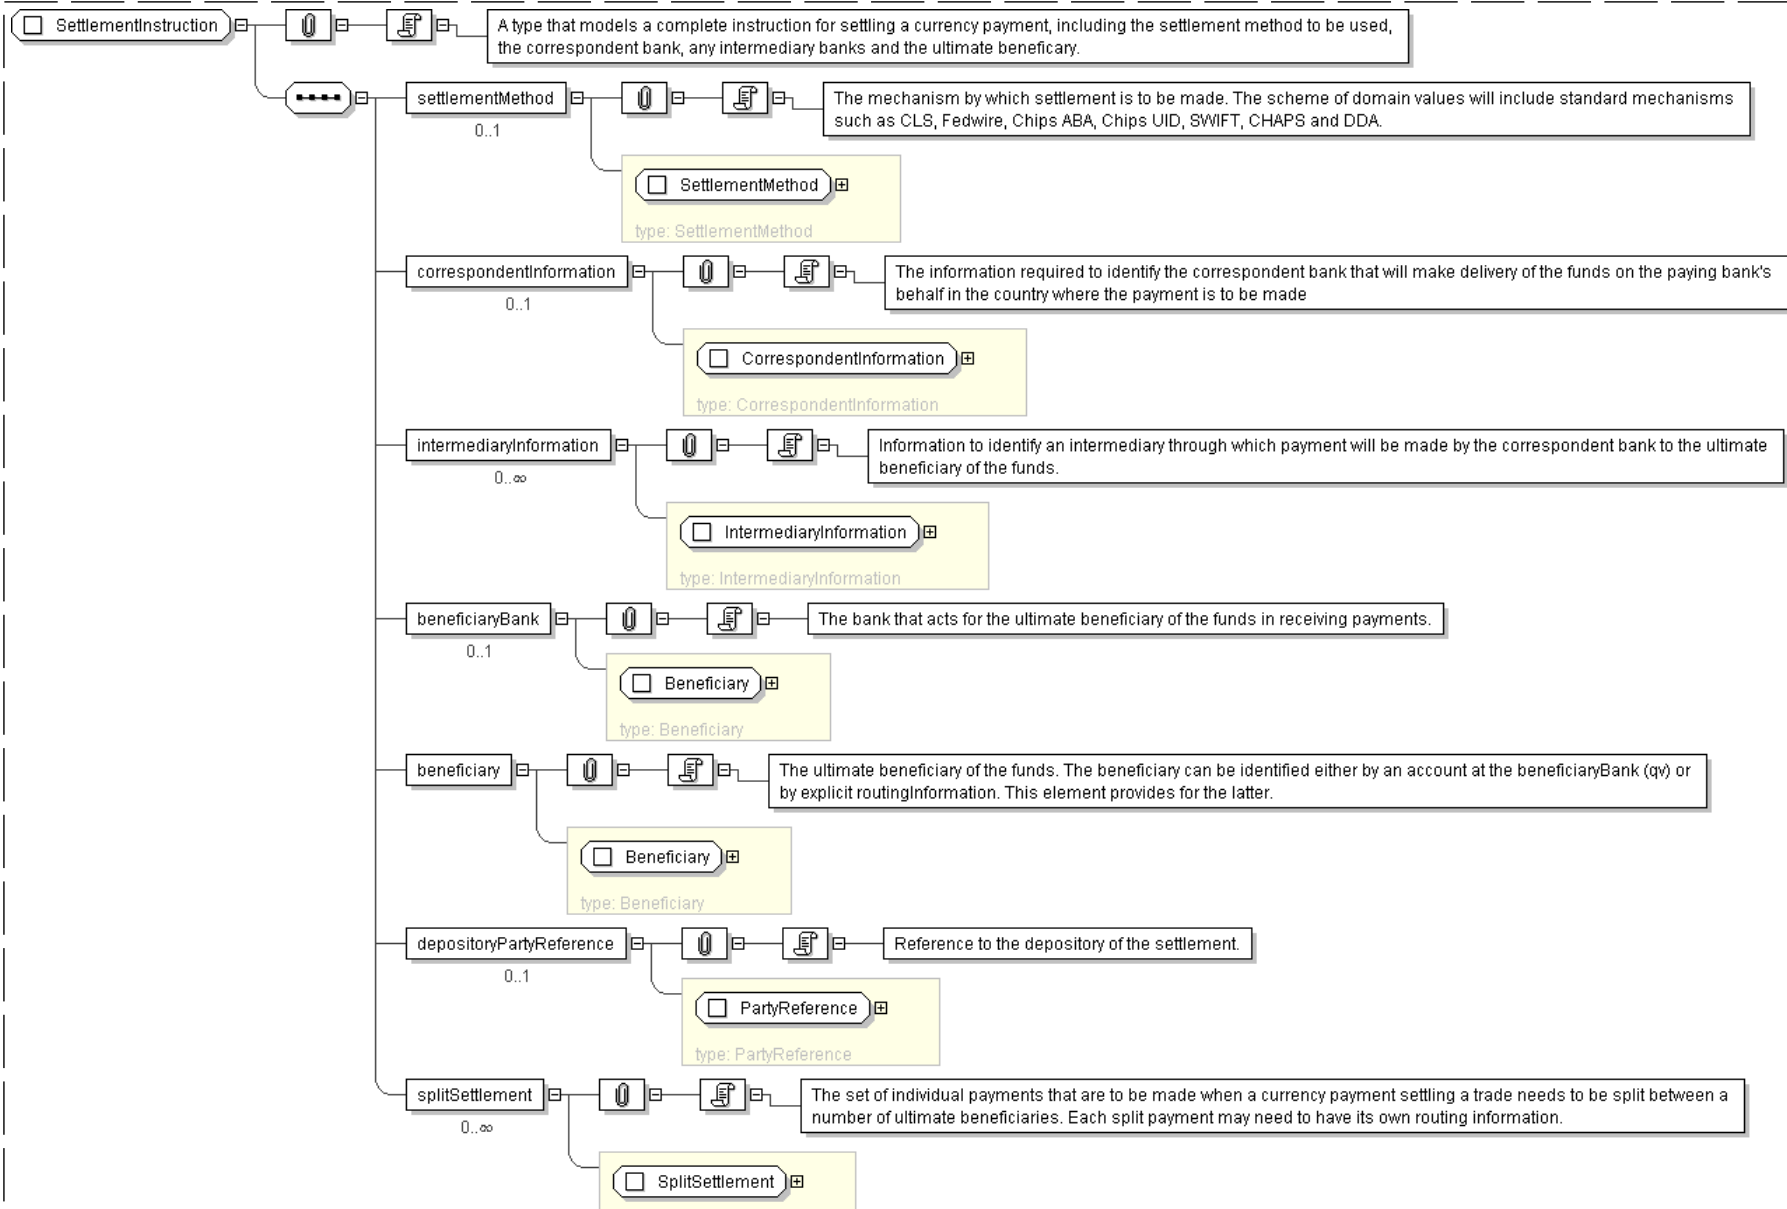 SettlementInstruction
A type that models a complete instruction for settling a currency payment, including the settlement method to be used,
the correspondent bank, any intermediary banks and the ultimate beneficary.
settlementMethod
0..1
The mechanism by which settlement is to be made. The scheme of domain values will include standard mechanisms
such as CLS, Fedwire, Chips ABA, Chips UID, SWIFT, CHAPS and DDA.
SettlementMethod
type: SettlementMethod
correspondentInformation
0..1
The information required to identify the correspondent bank that will make delivery of the funds on the paying bank's
behalf in the country where the payment is to be made
CorrespondentInformation
type: CorrespondentInformation
intermediaryInformation
0..∞
Information to identify an intermediary through which payment will be made by the correspondent bank to the ultimate
beneficiary of the funds.
IntermediaryInformation
type: IntermediaryInformation
beneficiaryBank
0..1
The bank that acts for the ultimate beneficiary of the funds in receiving payments.
Beneficiary
type: Beneficiary
beneficiary
The ultimate beneficiary of the funds. The beneficiary can be identified either by an account at the beneficiaryBank (qv) or
by explicit routingInformation. This element provides for the latter.
Beneficiary
type: Beneficiary
depositoryPartyReference
0..1
Reference to the depository of the settlement.
PartyReference
type: PartyReference
splitSettlement
0..∞
The set of individual payments that are to be made when a currency payment settling a trade needs to be split between a
number of ultimate beneficiaries. Each split payment may need to have its own routing information.
SplitSettlement